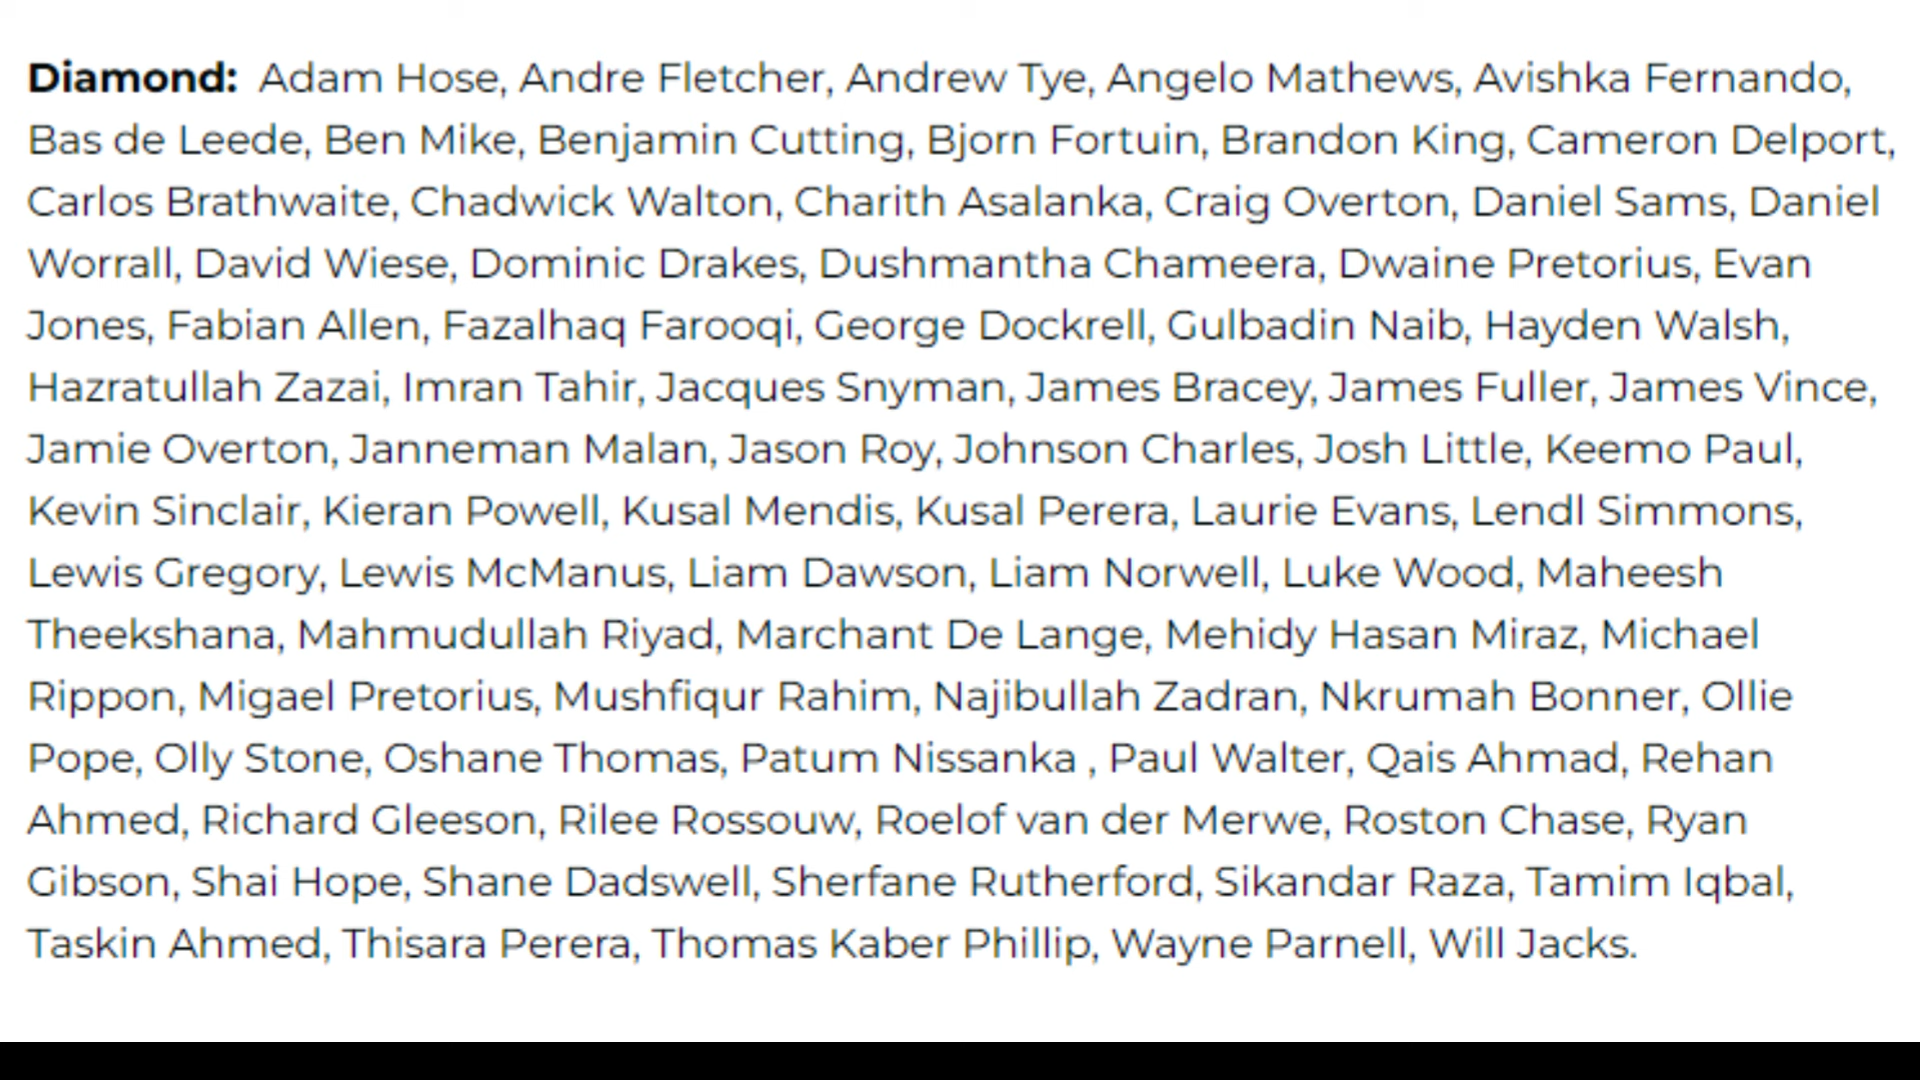 Diamond: Adam Hose, Andre Fletcher, Andrew Tye, Angelo Mathews, Avishka Fernando,
Bas de Leede, Ben Mike, Benjamin Cutting, Bjorn Fortuin, Brandon King, Cameron Delport,
Carlos Brathwaite, Chadwick Walton, Charith Asalanka, Craig Overton, Daniel Sams, Daniel
Worrall, David Wiese, Dominic Drakes, Dushmantha Chameera, Dwaine Pretorius, Evan
Jones, Fabian Allen, Fazalhaq Farooqi, George Dockrell, Gulbadin Naib, Hayden Walsh,
Hazratullah Zazai, Imran Tahir, Jacques Snyman, James Bracey, James Fuller, James Vince,
Jamie Overton, Janneman Malan, Jason Roy, Johnson Charles, Josh Little, Keemo Paul,
Kevin Sinclair, Kieran Powell, Kusal Mendis, Kusal Perera, Laurie Evans, Lendl Simmons,
Lewis Gregory, Lewis McManus, Liam Dawson, Liam Norwell, Luke Wood, Maheesh
Theekshana, Mahmudullah Riyad, Marchant De Lange, Mehidy Hasan Miraz, Michael
Rippon, Migael Pretorius, Mushfiqur Rahim, Najibullah Zadran, Nkrumah Bonner, Ollie
Pope, Olly Stone, Oshane Thomas, Patum Nissanka , Paul Walter, Qais Ahmad, Rehan
Ahmed, Richard Gleeson, Rilee Rossouw, Roelof van der Merwe, Roston Chase, Ryan
Gibson, Shai Hope, Shane Dadswell, Sherfane Rutherford, Sikandar Raza, Tamim Iqbal,
Taskin Ahmed, Thisara Perera, Thomas Kaber Phillip, Wayne Parnell, Will Jacks.